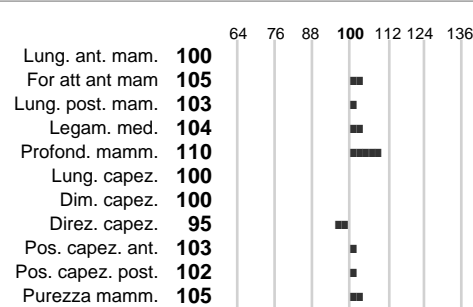 64 76 88 100 112 124 136
Lung. ant. mam. 100
For att ant mam 105
Lung. post. mam. 103
Legam. med. 104
Profond. mamm. 110
Lung. capez. 100
Dim. capez. 100
Direz. capez. 95
Pos. capez. ant. 103
Pos. capez. post. 102
Purezza mamm. 105